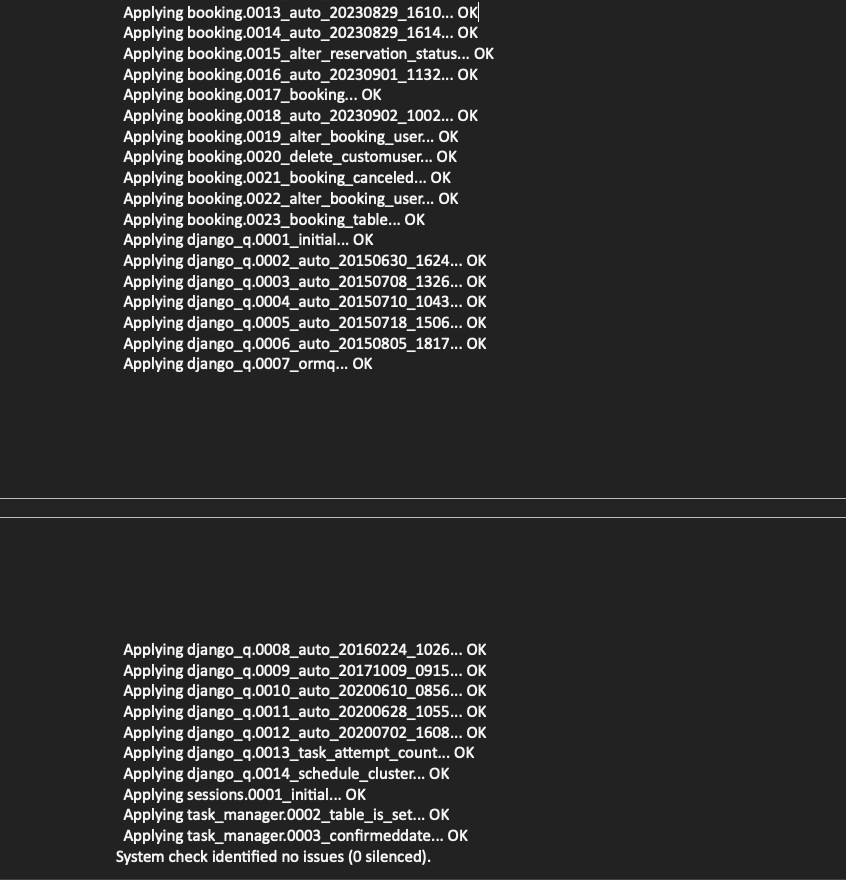 Applying booking.0013_auto_20230829_1610... OK
Applying booking.0014_auto_20230829_1614... OK
Applying booking.0015_alter_reservation_status... OK
Applying booking.0016_auto_20230901_1132... OK
Applying booking.0017_booking... OK
Applying booking.0018_auto_20230902_1002... OK
Applying booking.0019_alter_booking_user... OK
Applying booking.0020_delete_customuser... OK
Applying booking.0021_booking_canceled... OK
Applying booking.0022_alter_booking_user... OK
Applying booking.0023_booking_table... OK
Applying django_q.0001_initial... OK
Applying django_q.0002_auto_20150630_1624... OK
Applying django_q.0003_auto_20150708_1326... OK
Applying django_q.0004_auto_20150710_1043... OK
Applying django_q.0005_auto_20150718_1506... OK
Applying django_q.0006_auto_20150805_1817... OK
Applying django_q.0007_ormq... OK
Applying django_q.0008_auto_20160224_1026... OK
Applying django_q.0009_auto_20171009_0915... OK
Applying django_q.0010_auto_20200610_0856... OK
Applying django_q.0011_auto_20200628_1055... OK
Applying django_q.0012_auto_20200702_1608... OK
Applying django_q.0013_task_attempt_count... OK
Applying django_q.0014_schedule_cluster... OK
Applying sessions.0001_initial... OK
Applying task_manager.0002_table_is_set... OK
Applying task_manager.0003_confirmeddate... OK
System check identified no issues (0 silenced).